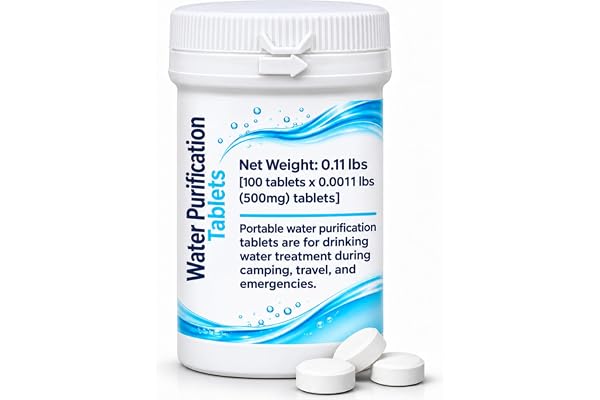 Water Purification
Tablets
Net Weight: 0.11 lbs
[100 tablets x 0.0011 lbs
(500mg) tablets]
Portable water purification
tablets are for drinking
water treatment during
camping, travel, and
emergencies.